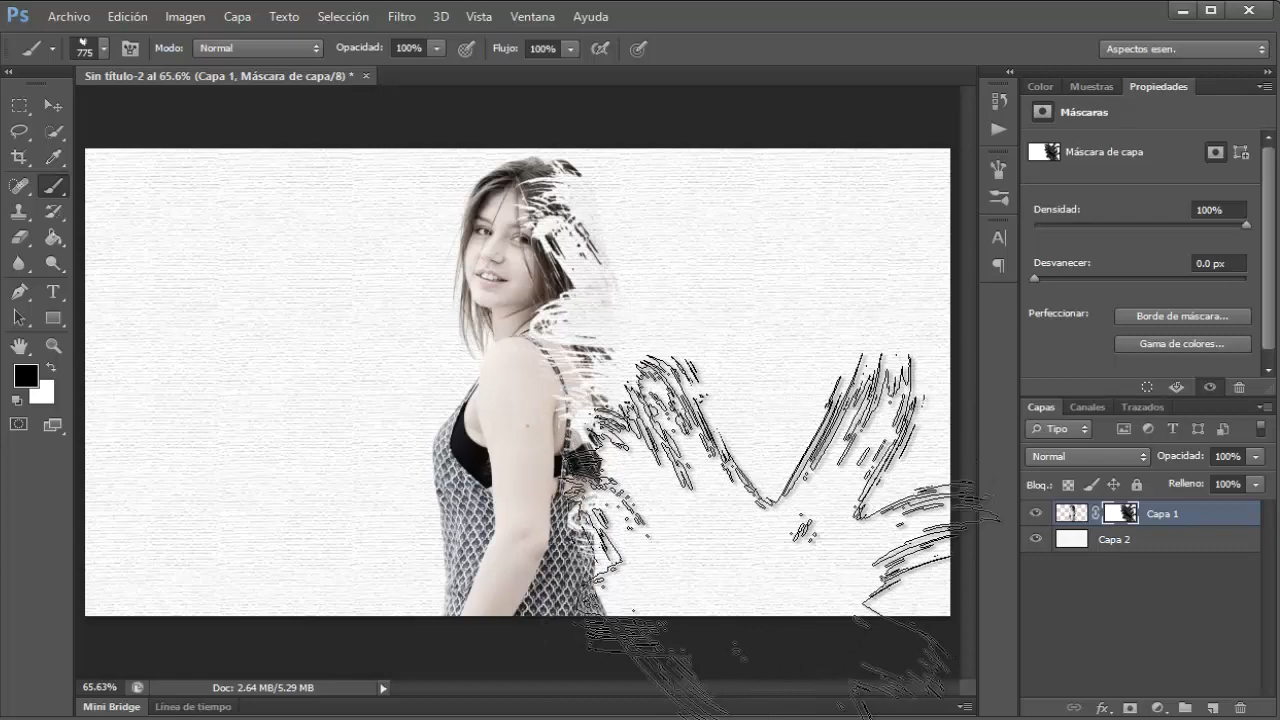 Ps Archivo Edición Imagen Capa Texto Selección Filtro 3D Vista Ventana Ayuda
775 Modo: Normal Opacidad: 100% Flujo: 100% Aspectos esen.
Sin título-2 al 65.6% (Capa 1, Máscara de capa/8) * ×
Color Muestras Propiedades
Máscaras
Máscara de capa
Densidad: 100%
Desvanecer: 0.0 px
Perfeccionar: Borde de máscara...
Gama de colores...
Capas Canales Trazados
Tipo
Normal Opacidad: 100%
Bloq.: Relleno: 100%
Capa 1
Capa 2
65.63% Doc: 2.64 MB/5.29 MB
Mini Bridge Línea de tiempo